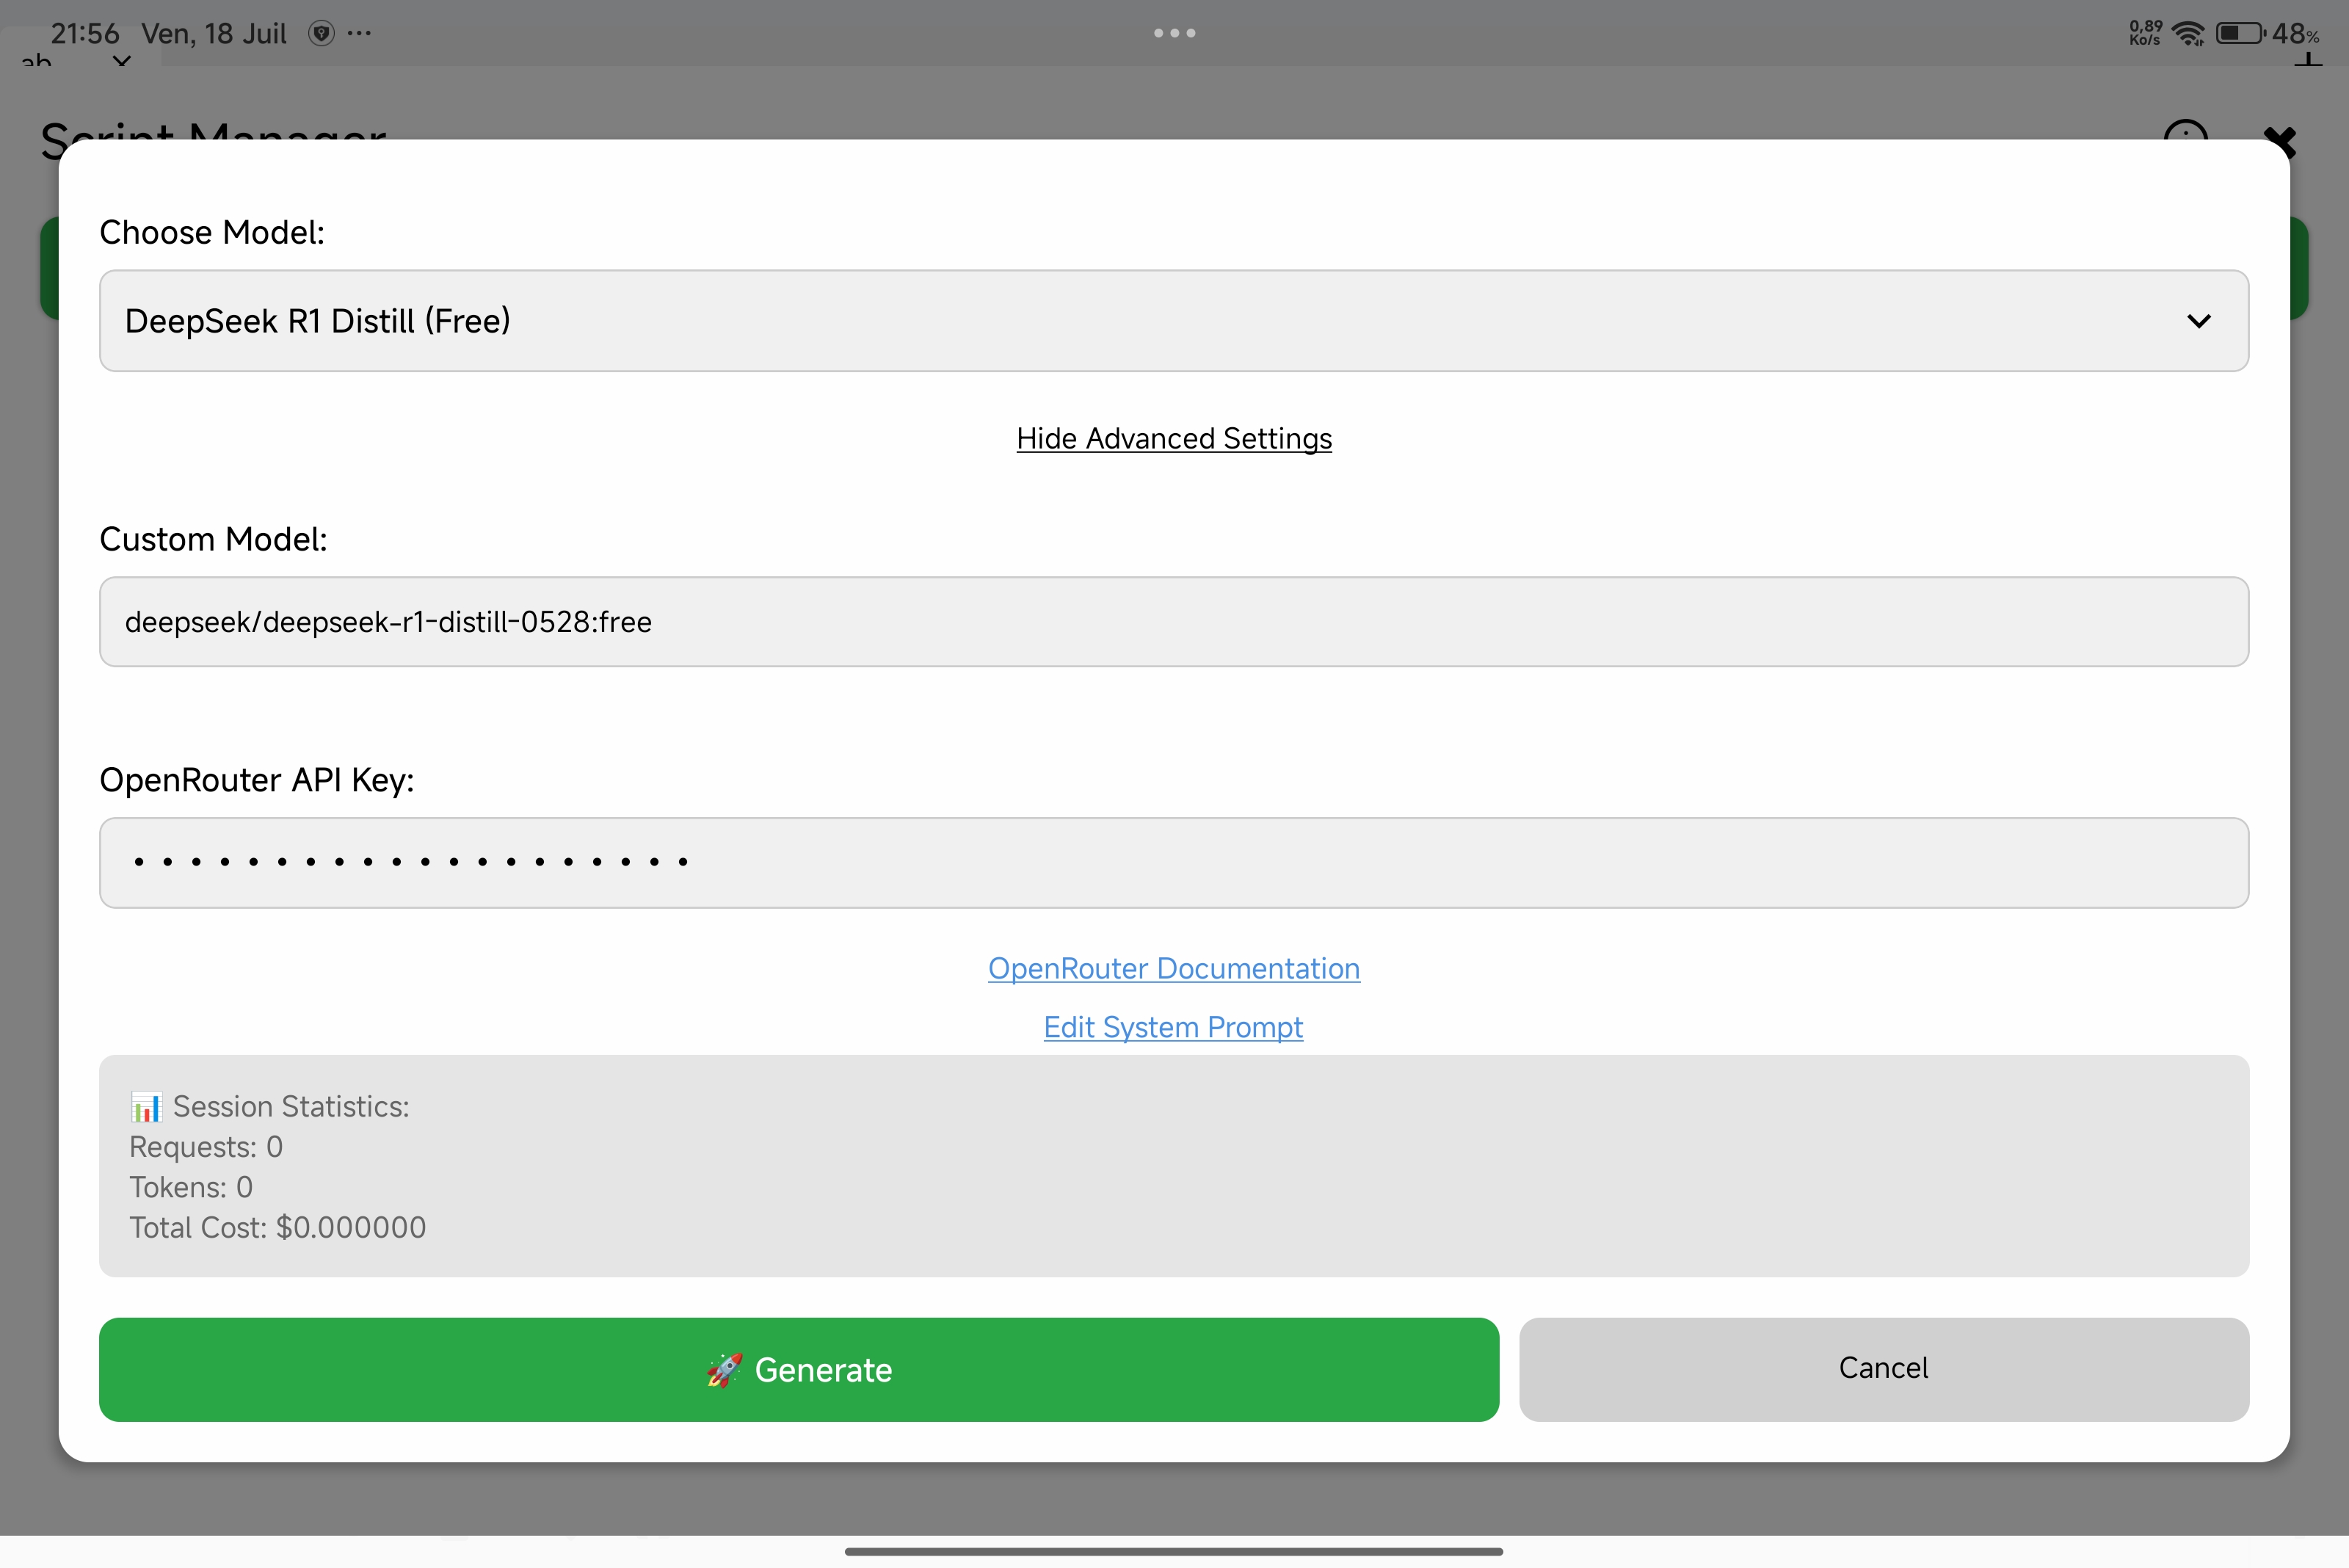 21:56 Ven, 18 Juil
0,89
Ko/s
48%
Script Manager
Choose Model:
DeepSeek R1 Distill (Free)
Hide Advanced Settings
Custom Model:
deepseek/deepseek-r1-distill-0528:free
OpenRouter API Key:
OpenRouter Documentation
Edit System Prompt
📊 Session Statistics:
Requests: 0
Tokens: 0
Total Cost: $0.000000
🚀 Generate
Cancel